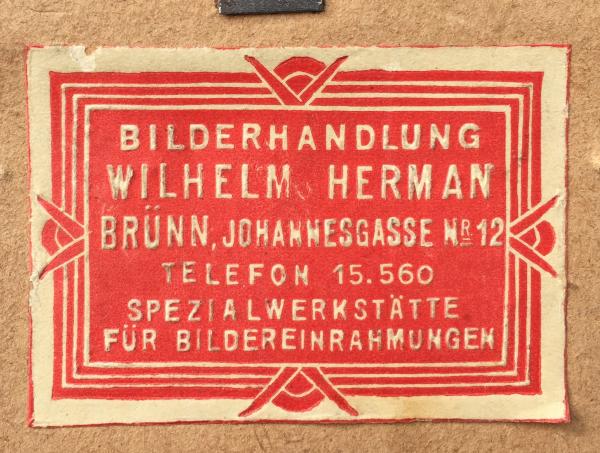 BILDERHANDLUNG
WILHELM HERMAN
BRÜNN, JOHANNESGASSE NR 12
TELEFON 15.560
SPEZIALWERKSTÄTTE
FÜR BILDEREINRAHMUNGEN